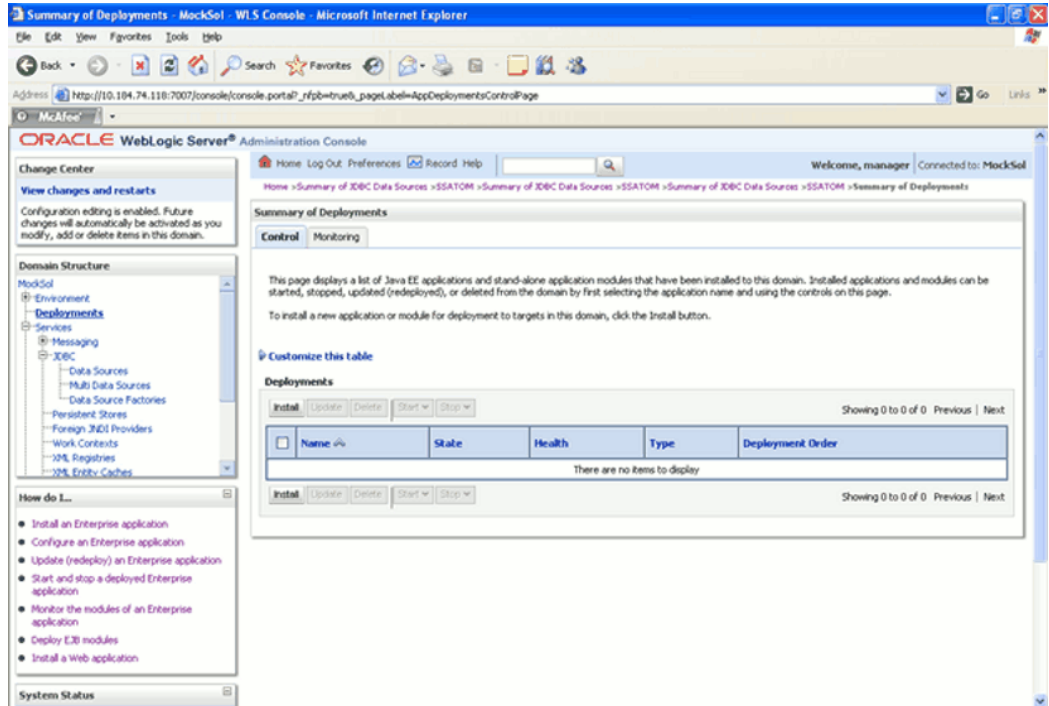 Summary of Deployments - MockSol - WLS Console - Microsoft Internet Explorer
File Edit View Favorites Tools Help
Back Search Favorites
Address http://10.184.74.118:7007/console/console.portal?_nfpb=true&_pageLabel=AppDeploymentsControlPage Go Links »
McAfee
ORACLE WebLogic Server® Administration Console
Change Center
View changes and restarts
Configuration editing is enabled. Future
changes will automatically be activated as you
modify, add or delete items in this domain.
Domain Structure
MockSol
Environment
Deployments
Services
Messaging
JDBC
Data Sources
Multi Data Sources
Data Source Factories
Persistent Stores
Foreign JNDI Providers
Work Contexts
XML Registries
XML Entity Caches
How do I...
Install an Enterprise application
Configure an Enterprise application
Update (redeploy) an Enterprise application
Start and stop a deployed Enterprise
application
Monitor the modules of an Enterprise
application
Deploy EJB modules
Install a Web application
System Status
Home Log Out Preferences Record Help
Welcome, manager Connected to: MockSol
Home >Summary of JDBC Data Sources >SSATOM >Summary of JDBC Data Sources >SSATOM >Summary of JDBC Data Sources >SSATOM >Summary of Deployments
Summary of Deployments
Control Monitoring
This page displays a list of Java EE applications and stand-alone application modules that have been installed to this domain. Installed applications and modules can be
started, stopped, updated (redeployed), or deleted from the domain by first selecting the application name and using the controls on this page.
To install a new application or module for deployment to targets in this domain, click the Install button.
Customize this table
Deployments
Install Update Delete Start Stop Showing 0 to 0 of 0 Previous | Next
Name State Health Type Deployment Order
There are no items to display
Install Update Delete Start Stop Showing 0 to 0 of 0 Previous | Next